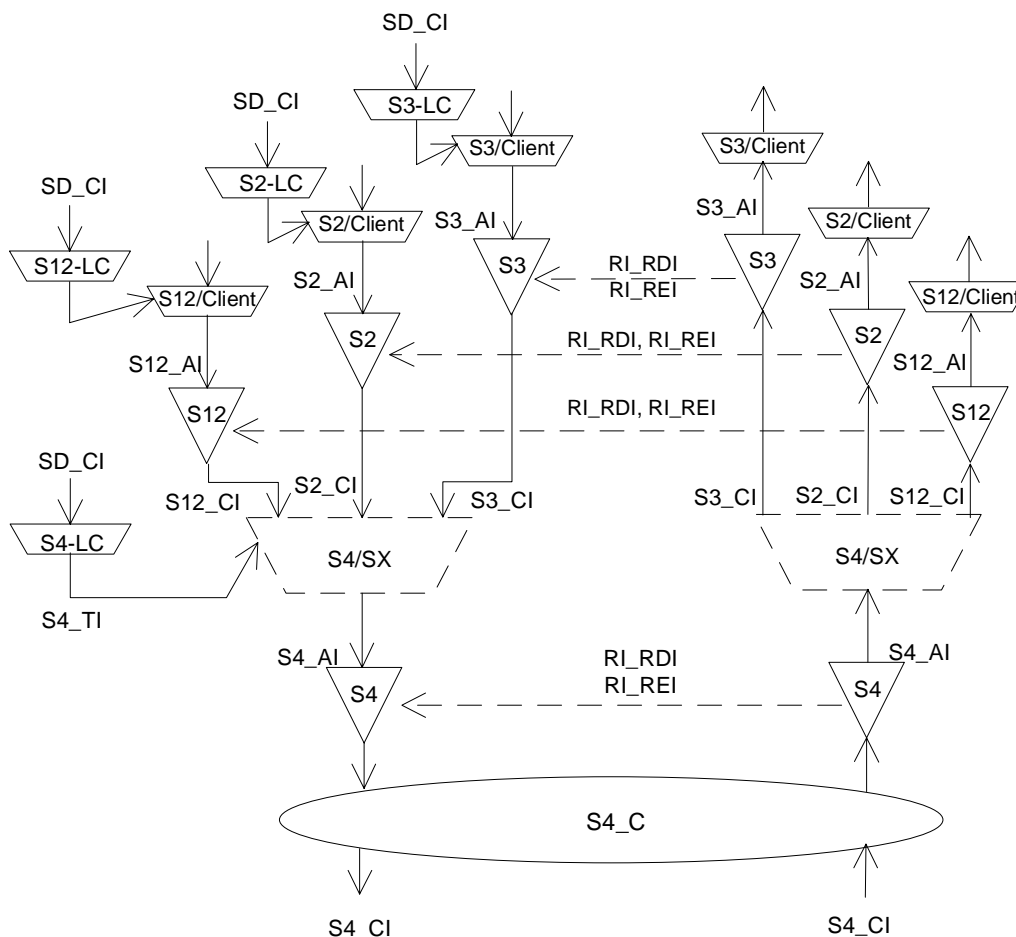 SD_CI
S3-LC
SD_CI
S3/Client
S3/Client
S2-LC
SD_CI
S2/Client
S3_AI
S3_AI
S2/Client
S12-LC
S2_AI
S3
RI_RDI
RI_REI
S3
S2_AI
S12/Client
S12/Client
S2
RI_RDI, RI_REI
S2
S12_AI
S12_AI
S12
RI_RDI, RI_REI
S12
SD_CI
S12_CI
S2_CI
S3_CI
S3_CI
S2_CI
S12_CI
S4-LC
S4/SX
S4/SX
S4_TI
S4_AI
RI_RDI
RI_REI
S4_AI
S4
S4
S4_C
S4_CI
S4_CI